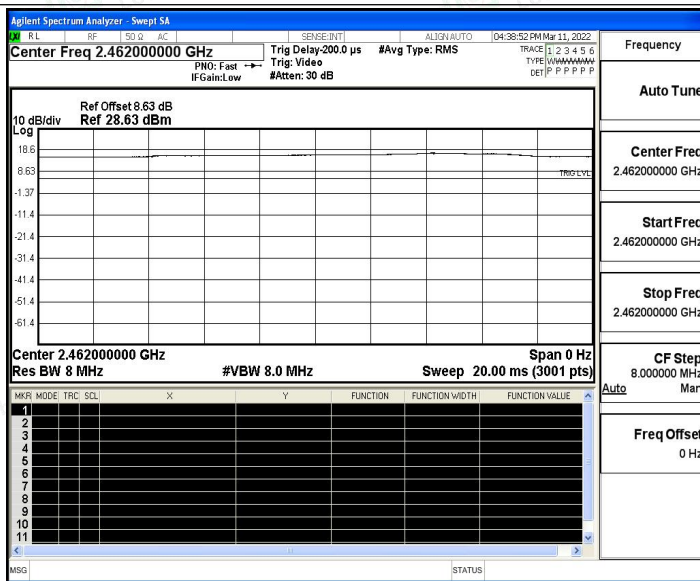 Agilent Spectrum Analyzer - Swept SA
LXI RL RF 50 Ω AC SENSE:INT ALIGN AUTO 04:38:52 PM Mar 11, 2022
Center Freq 2.462000000 GHz
PNO: Fast
IFGain:Low
Trig Delay-200.0 µs
Trig: Video
#Atten: 30 dB
#Avg Type: RMS
TRACE 1 2 3 4 5 6
TYPE WWWWWW
DET P P P P P P
Frequency
Auto Tune
Center Freq
2.462000000 GHz
Start Freq
2.462000000 GHz
Stop Freq
2.462000000 GHz
CF Step
8.000000 MHz
Auto Man
Freq Offset
0 Hz
Ref Offset 8.63 dB
10 dB/div Ref 28.63 dBm
Log
18.6
8.63
TRIG LVL
-1.37
-11.4
-21.4
-31.4
-41.4
-51.4
-61.4
Center 2.462000000 GHz Span 0 Hz
Res BW 8 MHz #VBW 8.0 MHz Sweep 20.00 ms (3001 pts)
MKR MODE TRC SCL X Y FUNCTION FUNCTION WIDTH FUNCTION VALUE
1
2
3
4
5
6
7
8
9
10
11
MSG STATUS